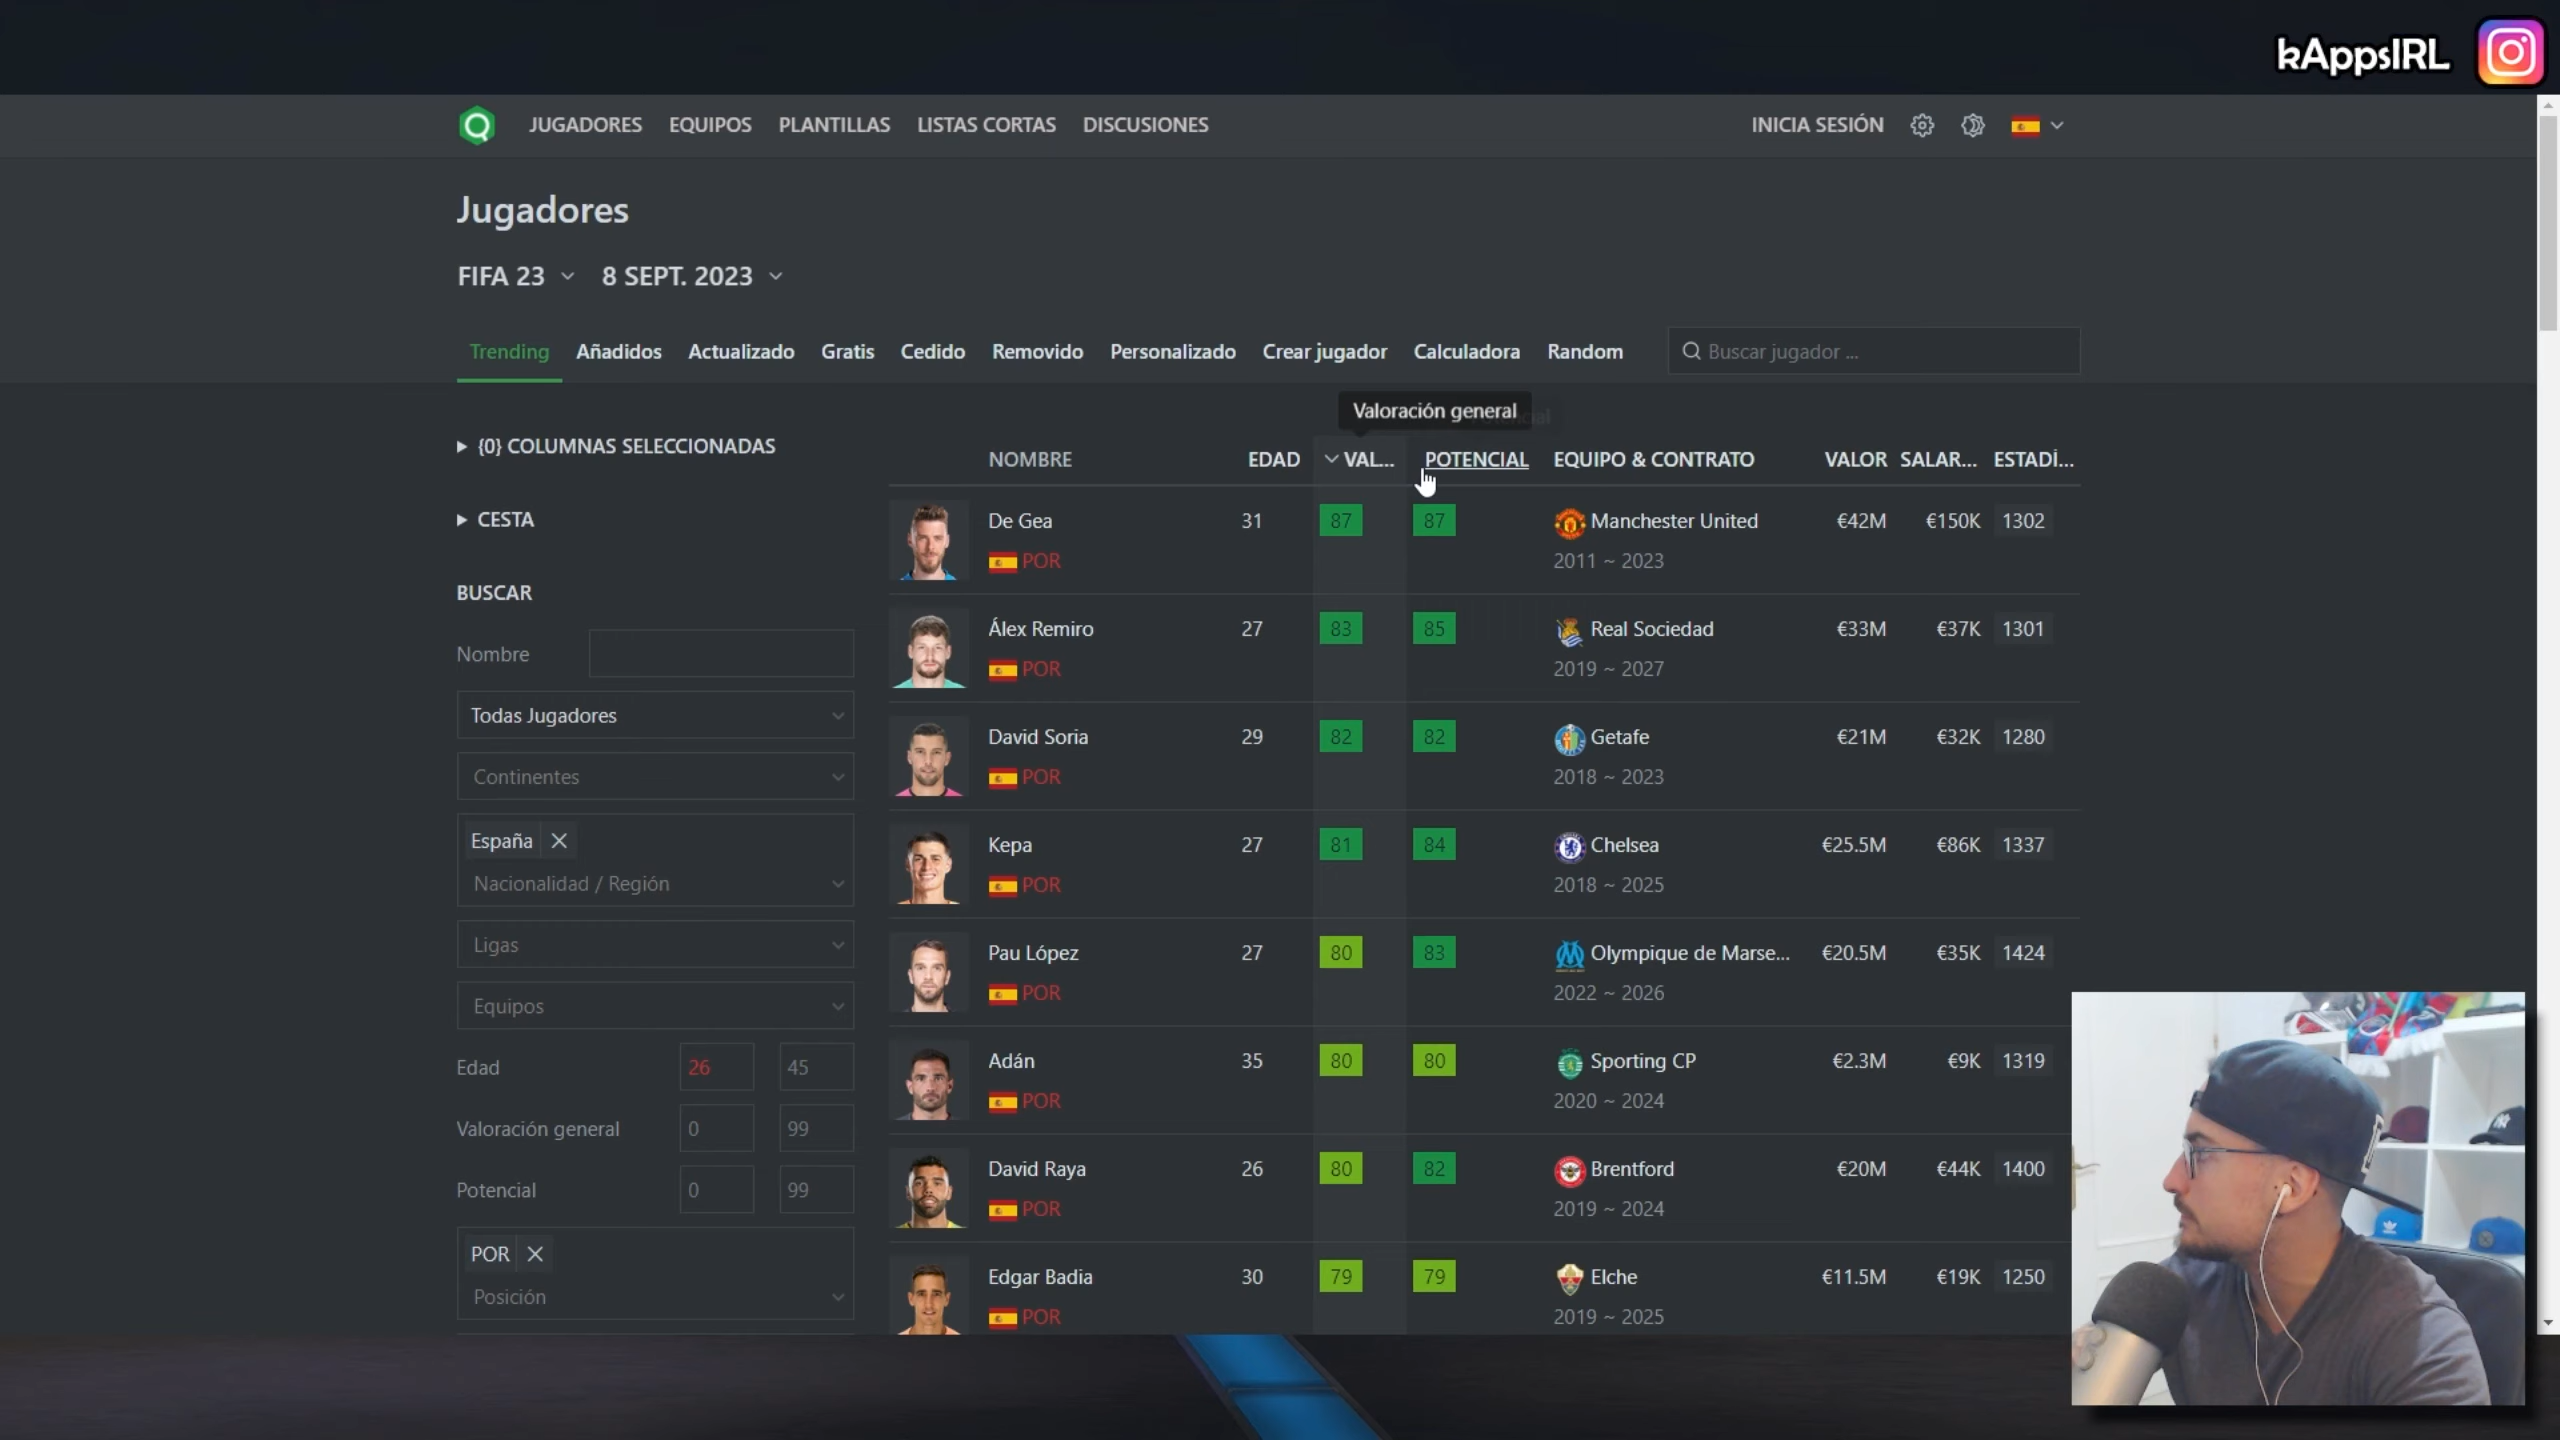 kAppsIRL
JUGADORES EQUIPOS PLANTILLAS LISTAS CORTAS DISCUSIONES INICIA SESIÓN
Jugadores
FIFA 23 8 SEPT. 2023
Trending Añadidos Actualizado Gratis Cedido Removido Personalizado Crear jugador Calculadora Random Buscar jugador ...
Valoración general
{0} COLUMNAS SELECCIONADAS
CESTA
BUSCAR
Nombre
Todas Jugadores
Continentes
España
Nacionalidad / Región
Ligas
Equipos
Edad 26 45
Valoración general 0 99
Potencial 0 99
POR
Posición
NOMBRE EDAD VAL... POTENCIAL EQUIPO & CONTRATO VALOR SALAR... ESTADÍ...
De Gea 31 87 87 Manchester United €42M €150K 1302
POR 2011 ~ 2023
Álex Remiro 27 83 85 Real Sociedad €33M €37K 1301
POR 2019 ~ 2027
David Soria 29 82 82 Getafe €21M €32K 1280
POR 2018 ~ 2023
Kepa 27 81 84 Chelsea €25.5M €86K 1337
POR 2018 ~ 2025
Pau López 27 80 83 Olympique de Marse... €20.5M €35K 1424
POR 2022 ~ 2026
Adán 35 80 80 Sporting CP €2.3M €9K 1319
POR 2020 ~ 2024
David Raya 26 80 82 Brentford €20M €44K 1400
POR 2019 ~ 2024
Edgar Badia 30 79 79 Elche €11.5M €19K 1250
POR 2019 ~ 2025